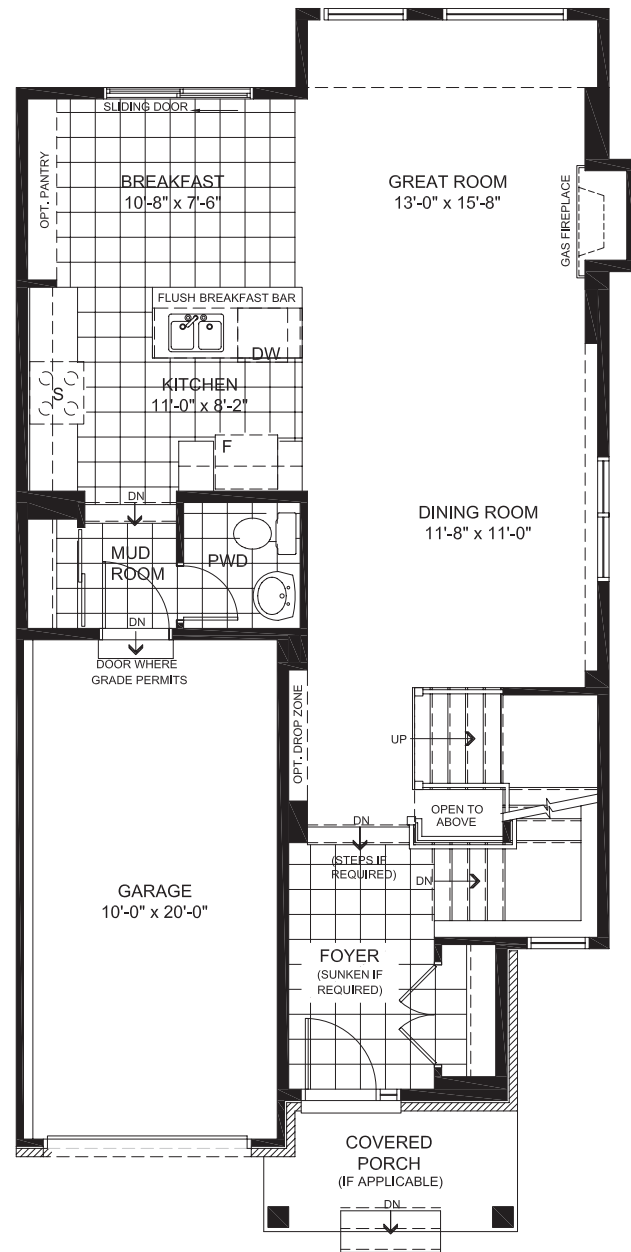 SLIDING DOOR
OPT. PANTRY
BREAKFAST
10'-8" x 7'-6"
GREAT ROOM
13'-0" x 15'-8"
GAS FIREPLACE
FLUSH BREAKFAST BAR
DW
KITCHEN
11'-0" x 8'-2"
S
F
DN
MUD
ROOM
PWD
DINING ROOM
11'-8" x 11'-0"
DN
DOOR WHERE
GRADE PERMITS
OPT. DROP ZONE
UP
OPEN TO
ABOVE
DN
(STEPS IF
REQUIRED)
DN
GARAGE
10'-0" x 20'-0"
FOYER
(SUNKEN IF
REQUIRED)
COVERED
PORCH
(IF APPLICABLE)
DN